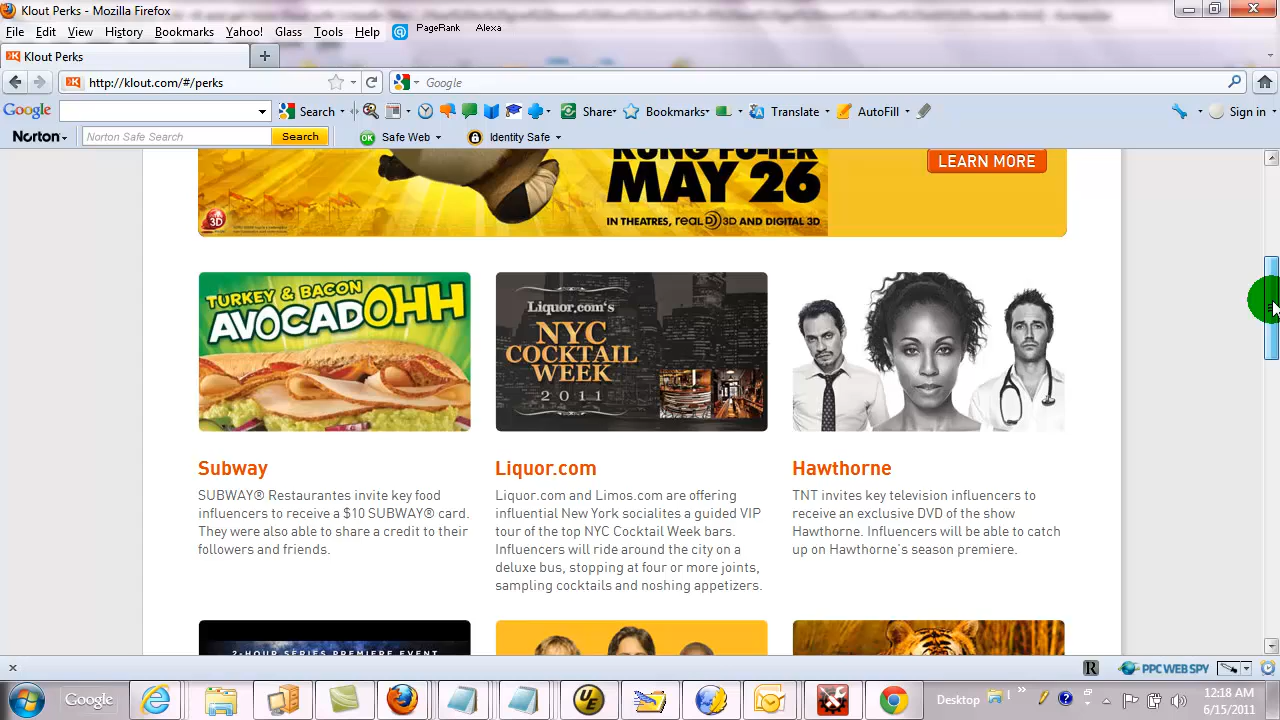 Klout Perks - Mozilla Firefox
File Edit View History Bookmarks Yahoo! Glass Tools Help @ PageRank Alexa
Klout Perks
http://klout.com/#/perks
Google
Google Search Share Bookmarks Translate AutoFill Sign in
Norton Norton Safe Search Search OK Safe Web Identity Safe
KUNG FU-IER
MAY 26
IN THEATRES, REAL D 3D AND DIGITAL 3D
3D
LEARN MORE
TURKEY & BACON
AVOCADOHH
Liquor.com's
NYC
COCKTAIL
WEEK
2011
Subway
SUBWAY® Restaurantes invite key food
influencers to receive a $10 SUBWAY® card.
They were also able to share a credit to their
followers and friends.
Liquor.com
Liquor.com and Limos.com are offering
influential New York socialites a guided VIP
tour of the top NYC Cocktail Week bars.
Influencers will ride around the city on a
deluxe bus, stopping at four or more joints,
sampling cocktails and noshing appetizers.
Hawthorne
TNT invites key television influencers to
receive an exclusive DVD of the show
Hawthorne. Influencers will be able to catch
up on Hawthorne's season premiere.
2-HOUR SERIES PREMIERE EVENT
R PPC WEB SPY
Google UE Desktop 12:18 AM
6/15/2011